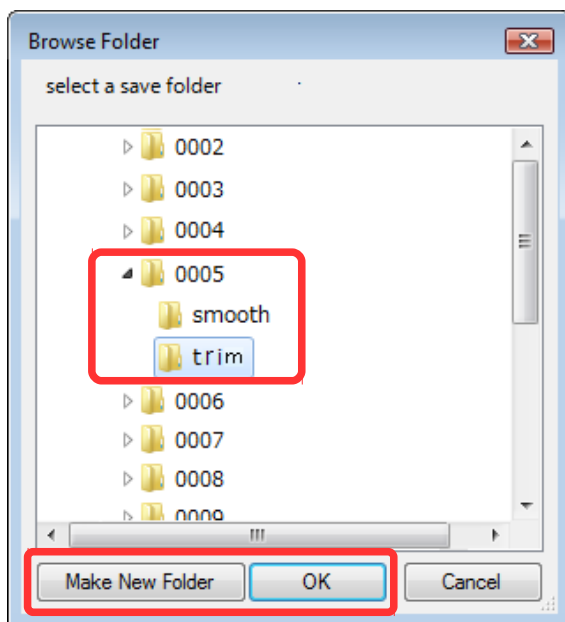 Browse Folder
select a save folder
0002
0003
0004
0005
smooth
trim
0006
0007
0008
0009
Make New Folder OK Cancel